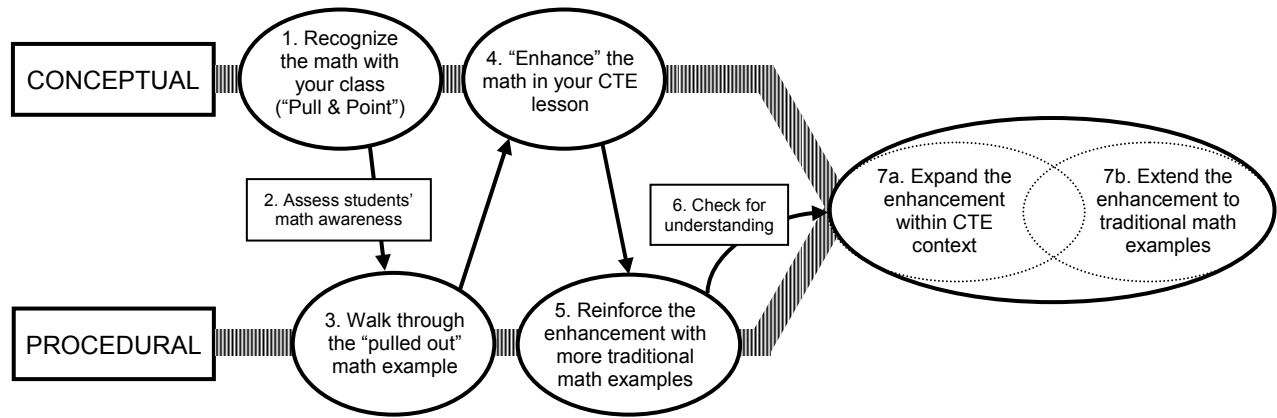 CONCEPTUAL
1. Recognize
the math with
your class
(“Pull & Point”)
4. “Enhance” the
math in your CTE
lesson
2. Assess students’
math awareness
6. Check for
understanding
7a. Expand the
enhancement
within CTE
context
7b. Extend the
enhancement to
traditional math
examples
PROCEDURAL
3. Walk through
the “pulled out”
math example
5. Reinforce the
enhancement with
more traditional
math examples